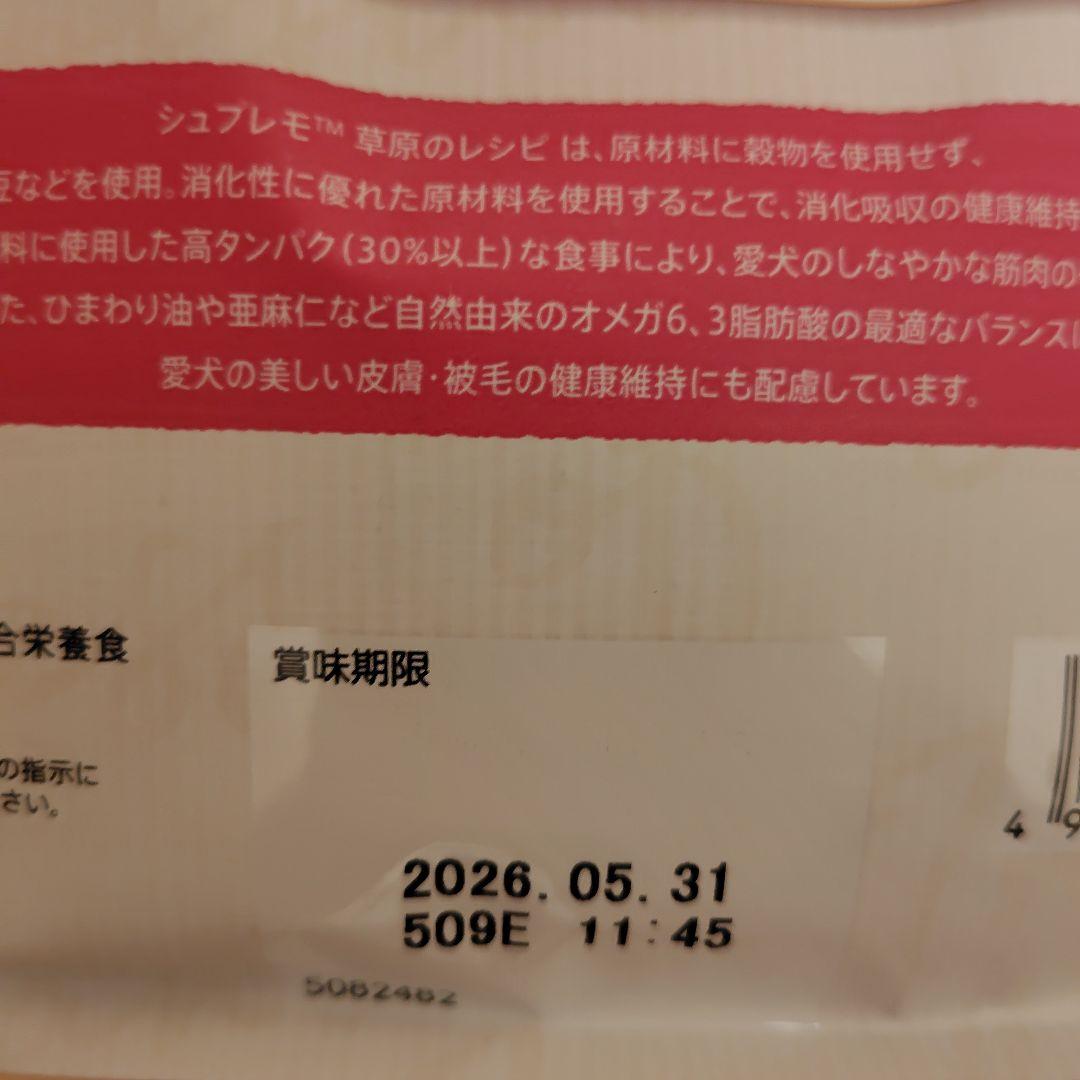 シュプレモ™ 草原のレシピ は、原材料に穀物を使用せず、
豆などを使用。消化性に優れた原材料を使用することで、消化吸収の健康維持
料に使用した高タンパク(30%以上)な食事により、愛犬のしなやかな筋肉の
た、ひまわり油や亜麻仁など自然由来のオメガ6、3脂肪酸の最適なバランスに
愛犬の美しい皮膚・被毛の健康維持にも配慮しています。
合栄養食
賞味期限
の指示に
さい。
4 9
2026. 05. 31
509E 11:45
5082482